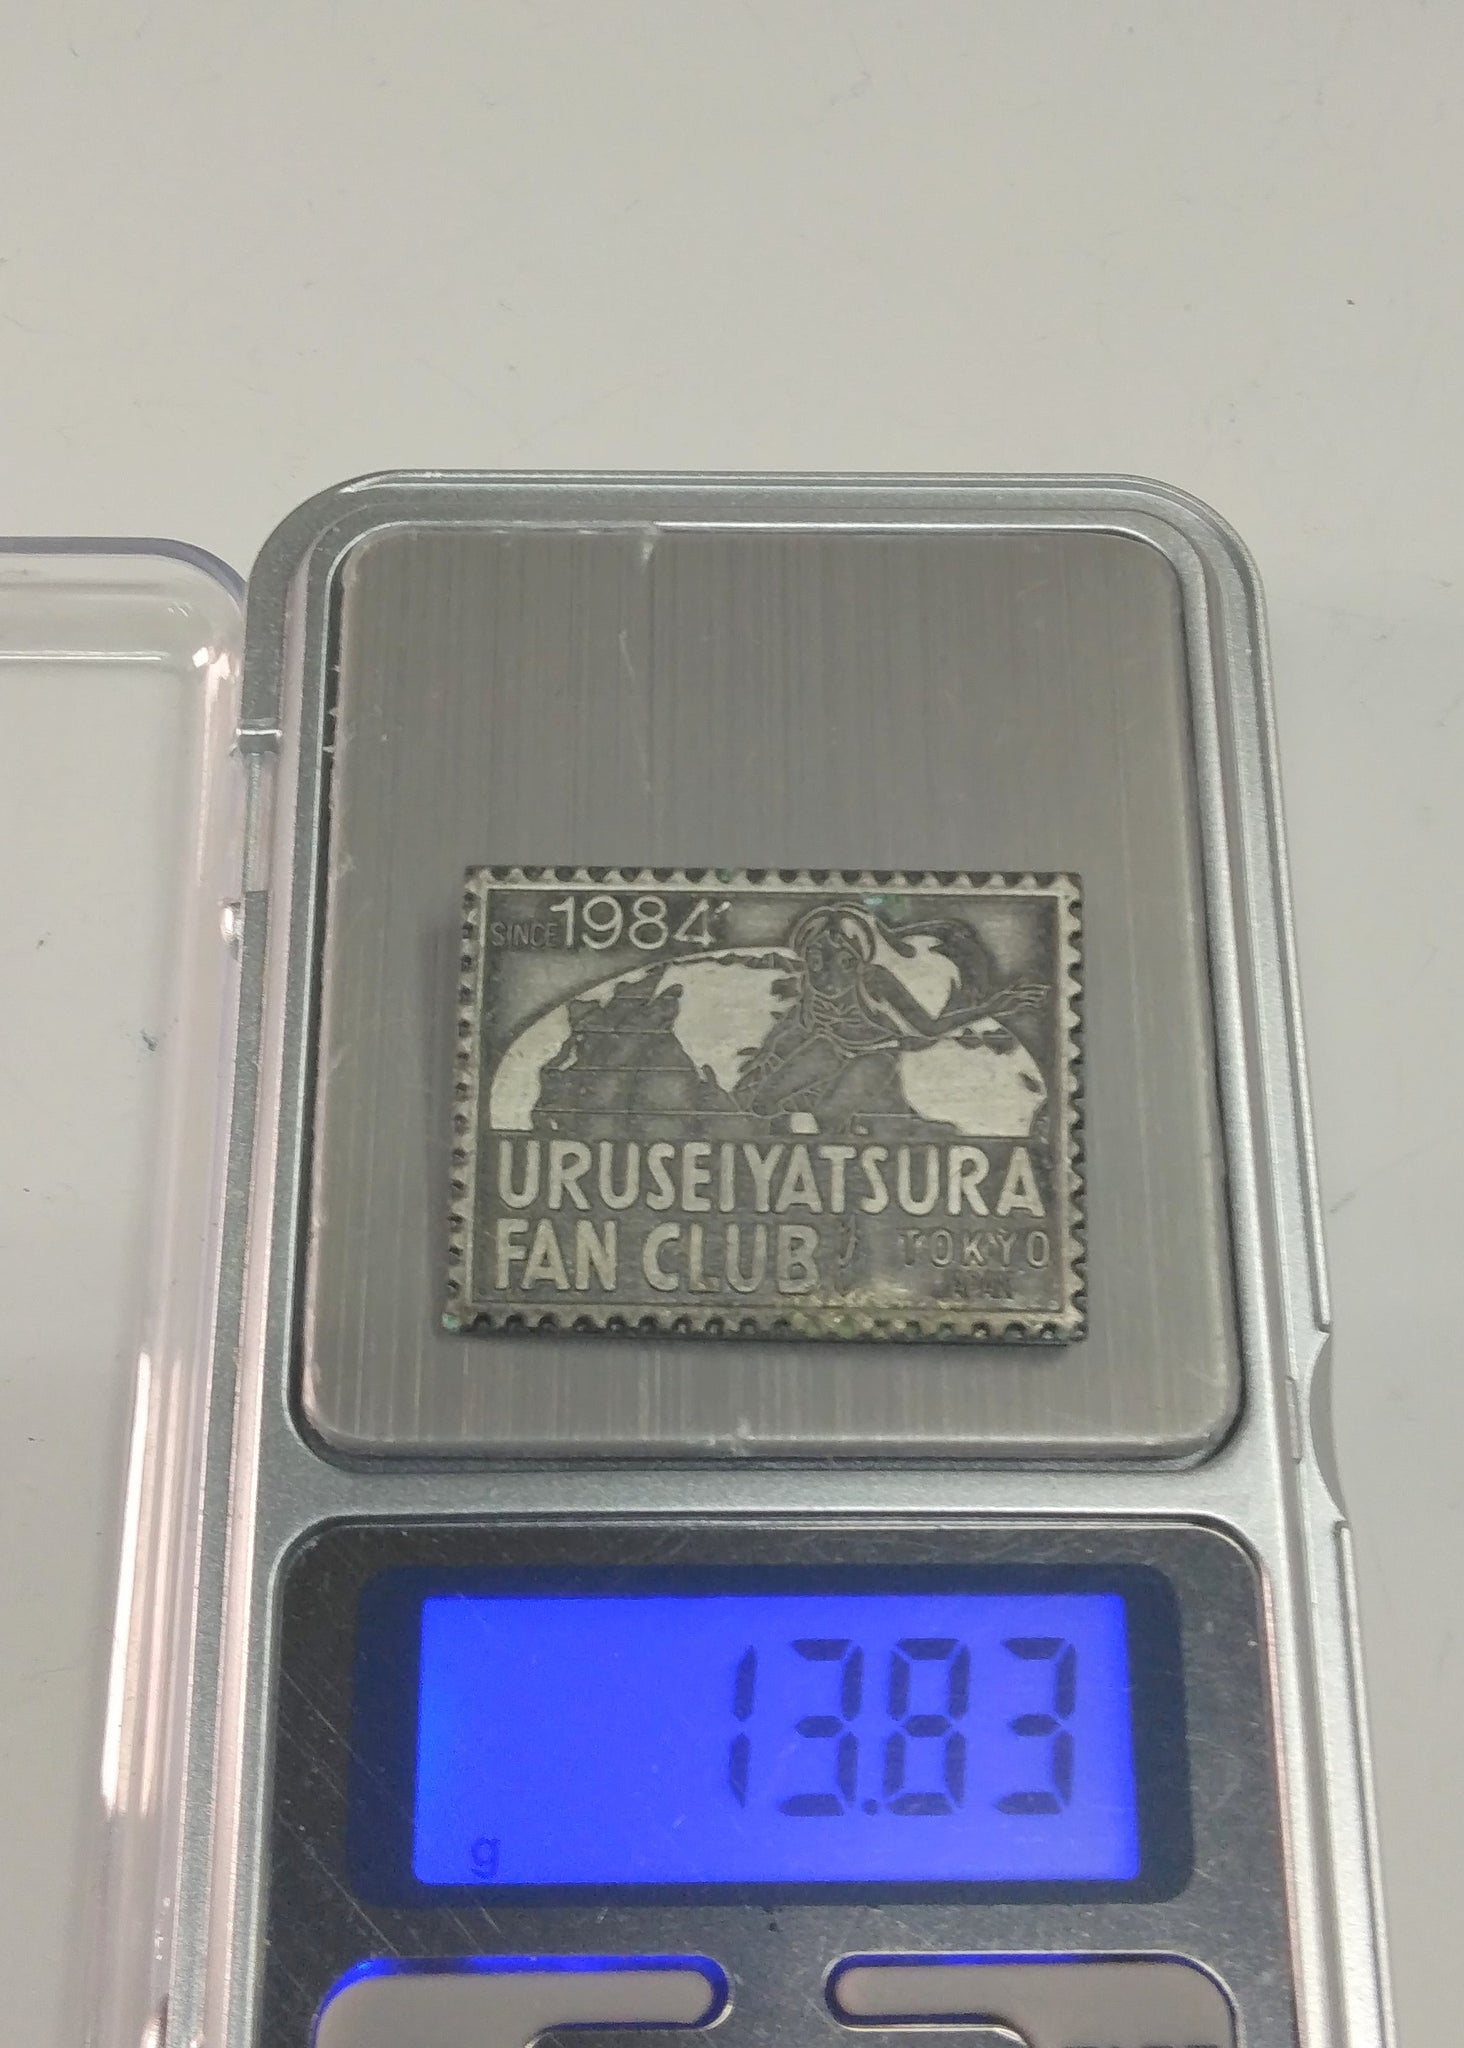 SINCE 1984
URUSEIYATSURA
FAN CLUB TOKYO
JAPAN
13.83
g